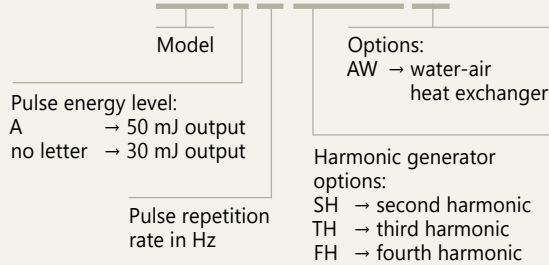 Model
Options:
AW → water-air
heat exchanger
Pulse energy level:
A → 50 mJ output
no letter → 30 mJ output
Harmonic generator
options:
SH → second harmonic
TH → third harmonic
FH → fourth harmonic
Pulse repetition
rate in Hz